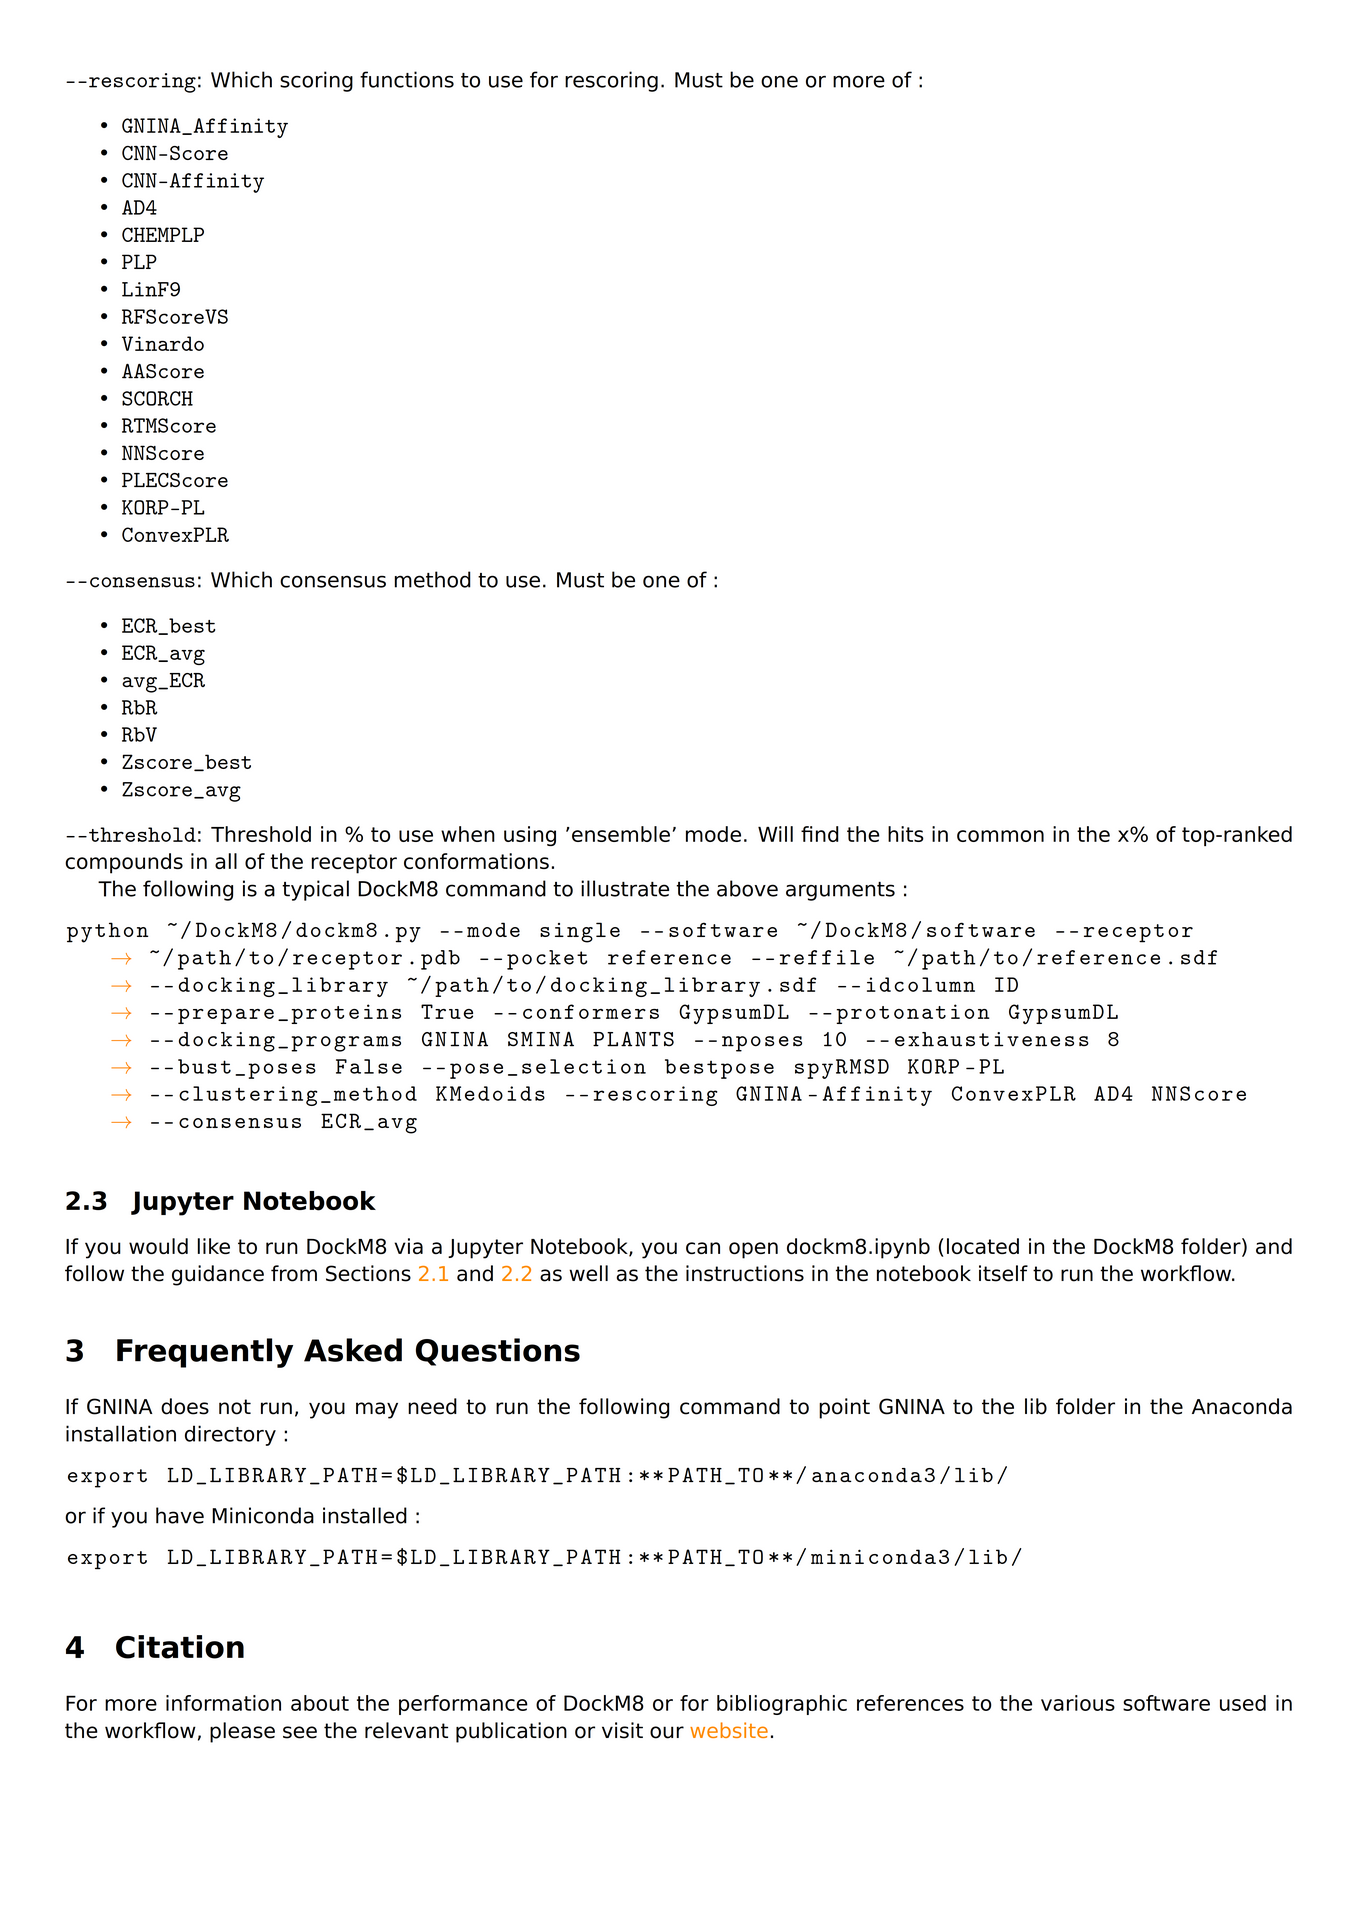 --rescoring: Which scoring functions to use for rescoring. Must be one or more of :
• GNINA_Affinity
• CNN-Score
• CNN-Affinity
• AD4
• CHEMPLP
• PLP
• LinF9
• RFScoreVS
• Vinardo
• AAScore
• SCORCH
• RTMScore
• NNScore
• PLECScore
• KORP-PL
• ConvexPLR
--consensus: Which consensus method to use. Must be one of :
• ECR_best
• ECR_avg
• avg_ECR
• RbR
• RbV
• Zscore_best
• Zscore_avg
--threshold: Threshold in % to use when using ’ensemble’ mode. Will find the hits in common in the x% of top-ranked
compounds in all of the receptor conformations.
The following is a typical DockM8 command to illustrate the above arguments :
python ~/DockM8/dockm8.py --mode single --software ~/DockM8/software --receptor
→ ~/path/to/receptor.pdb --pocket reference --reffile ~/path/to/reference.sdf
→ --docking_library ~/path/to/docking_library.sdf --idcolumn ID
→ --prepare_proteins True --conformers GypsumDL --protonation GypsumDL
→ --docking_programs GNINA SMINA PLANTS --nposes 10 --exhaustiveness 8
→ --bust_poses False --pose_selection bestpose spyRMSD KORP-PL
→ --clustering_method KMedoids --rescoring GNINA-Affinity ConvexPLR AD4 NNScore
→ --consensus ECR_avg
2.3 Jupyter Notebook
If you would like to run DockM8 via a Jupyter Notebook, you can open dockm8.ipynb (located in the DockM8 folder) and
follow the guidance from Sections 2.1 and 2.2 as well as the instructions in the notebook itself to run the workflow.
3 Frequently Asked Questions
If GNINA does not run, you may need to run the following command to point GNINA to the lib folder in the Anaconda
installation directory :
export LD_LIBRARY_PATH=$LD_LIBRARY_PATH:**PATH_TO**/anaconda3/lib/
or if you have Miniconda installed :
export LD_LIBRARY_PATH=$LD_LIBRARY_PATH:**PATH_TO**/miniconda3/lib/
4 Citation
For more information about the performance of DockM8 or for bibliographic references to the various software used in
the workflow, please see the relevant publication or visit our website.